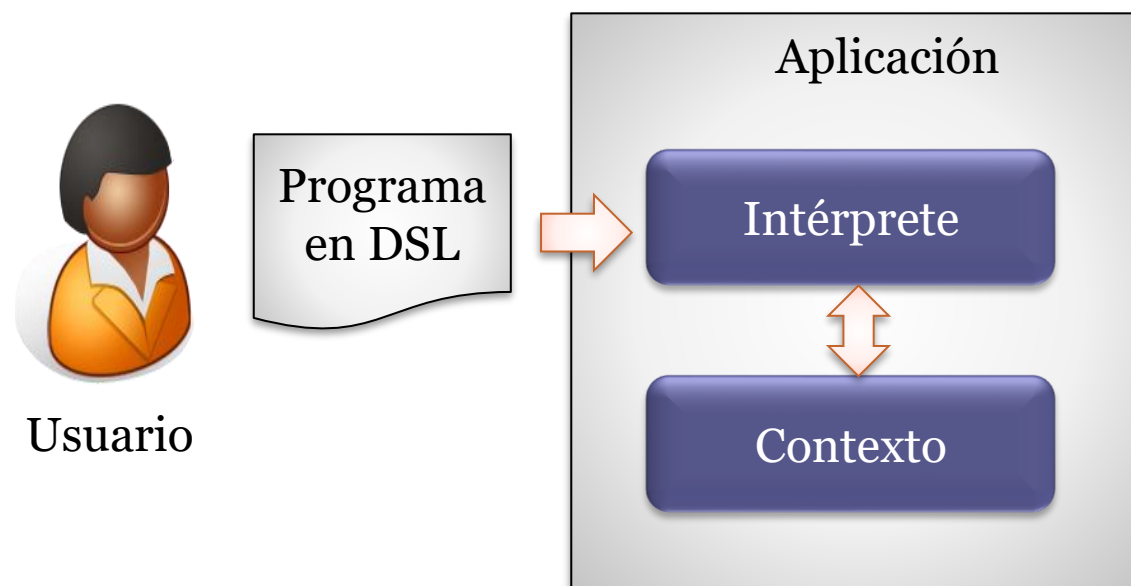 Aplicación
Programa
en DSL
Intérprete
Usuario
Contexto